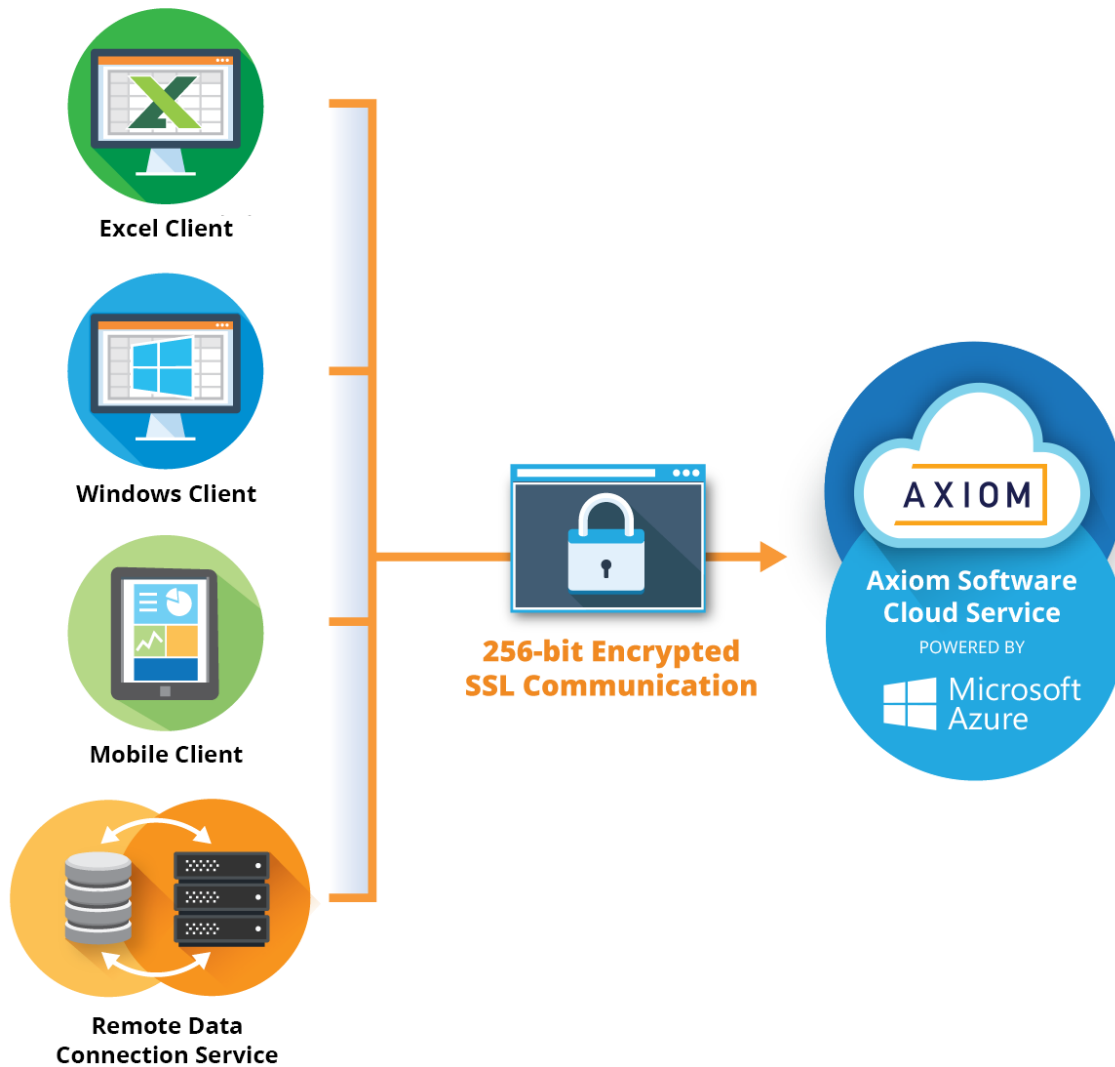 Excel Client
Windows Client
Mobile Client
Remote Data
Connection Service
256-bit Encrypted
SSL Communication
AXIOM
Axiom Software
Cloud Service
POWERED BY
Microsoft
Azure